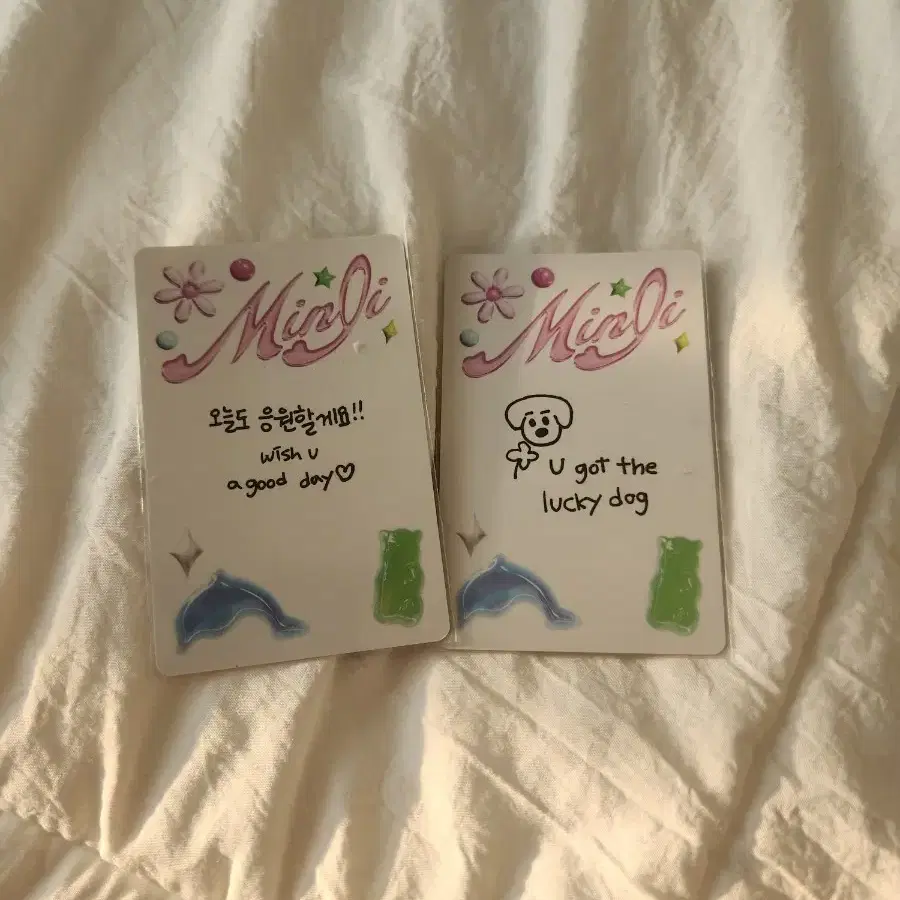 MinJi
오늘도 응원할게요!!
wish u
a good day♡
MinJi
U got the
lucky dog